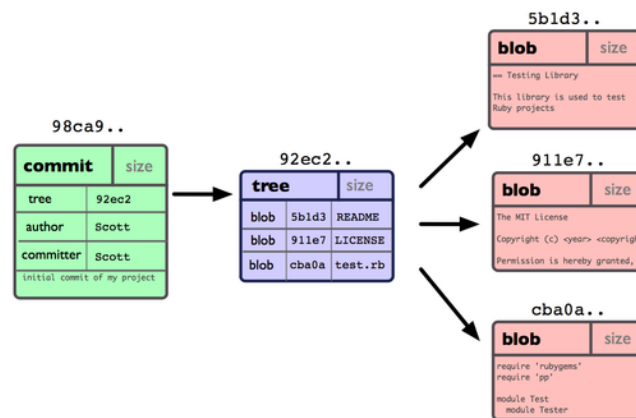 98ca9..
commit size
tree 92ec2
author Scott
committer Scott
initial commit of my project
92ec2..
tree size
blob 5b1d3 README
blob 911e7 LICENSE
blob cba0a test.rb
5b1d3..
blob size
== Testing Library
This library is used to test
Ruby projects
911e7..
blob size
The MIT License
Copyright (c) <year> <copyrigh
Permission is hereby granted,
cba0a..
blob size
require 'rubygems'
require 'pp'
module Test
module Tester